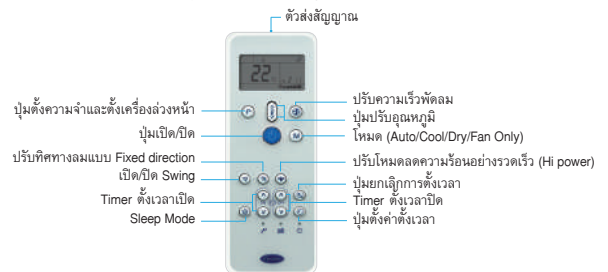 ตัวส่งสัญญาณ
22
ปุ่มตั้งความจำและตั้งเครื่องล่วงหน้า
ปรับความเร็วพัดลม
ปุ่มปรับอุณหภูมิ
ปุ่มเปิด/ปิด
โหมด (Auto/Cool/Dry/Fan Only)
ปรับทิศทางลมแบบ Fixed direction
ปรับโหมดลดความร้อนอย่างรวดเร็ว (Hi power)
เปิด/ปิด Swing
ปุ่มยกเลิกการตั้งเวลา
Timer ตั้งเวลาเปิด
Timer ตั้งเวลาปิด
Sleep Mode
ปุ่มตั้งค่าตั้งเวลา